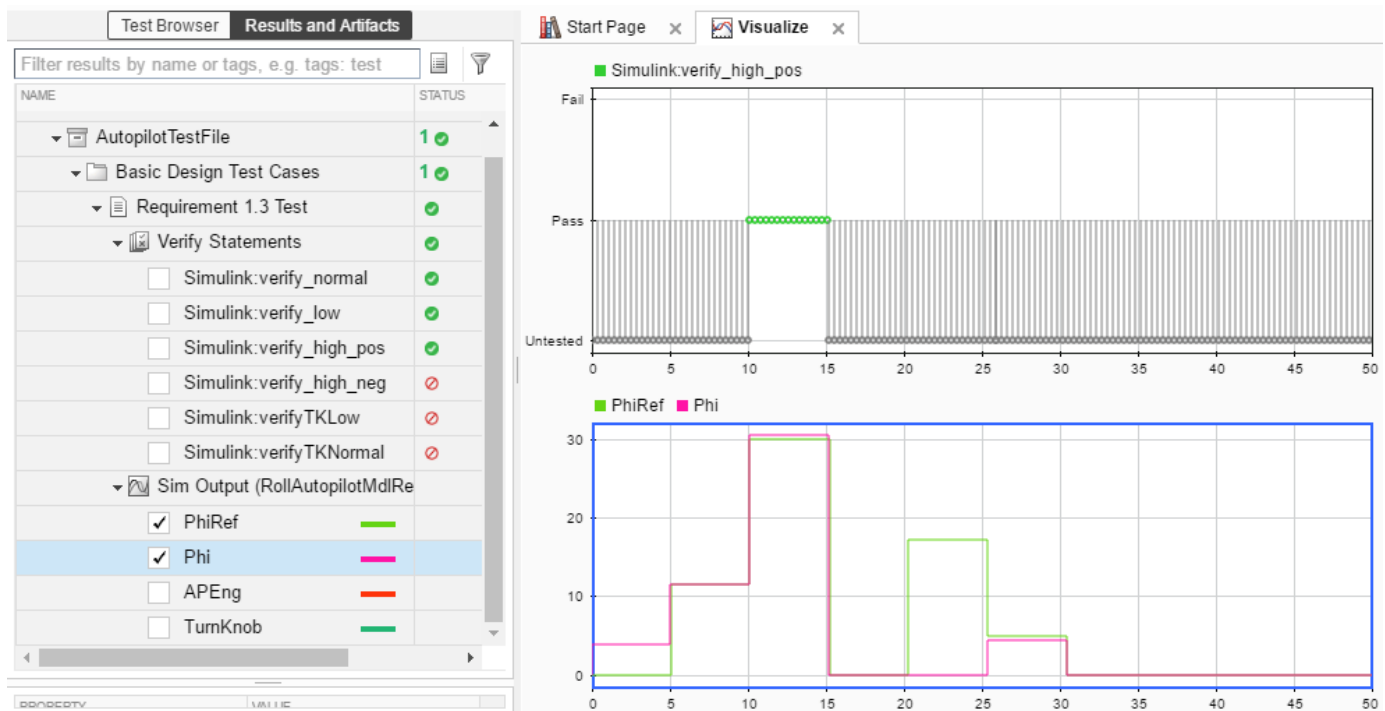 Test Browser
Results and Artifacts
Filter results by name or tags, e.g. tags: test
NAME
STATUS
AutopilotTestFile
1
Basic Design Test Cases
1
Requirement 1.3 Test
Verify Statements
Simulink:verify_normal
Simulink:verify_low
Simulink:verify_high_pos
Simulink:verify_high_neg
Simulink:verifyTKLow
Simulink:verifyTKNormal
Sim Output (RollAutopilotMdlRe
PhiRef
Phi
APEng
TurnKnob
PROPERTY
VALUE
Start Page
Visualize
Simulink:verify_high_pos
Fail
Pass
Untested
0 5 10 15 20 25 30 35 40 45 50
PhiRef Phi
30
20
10
0
0 5 10 15 20 25 30 35 40 45 50